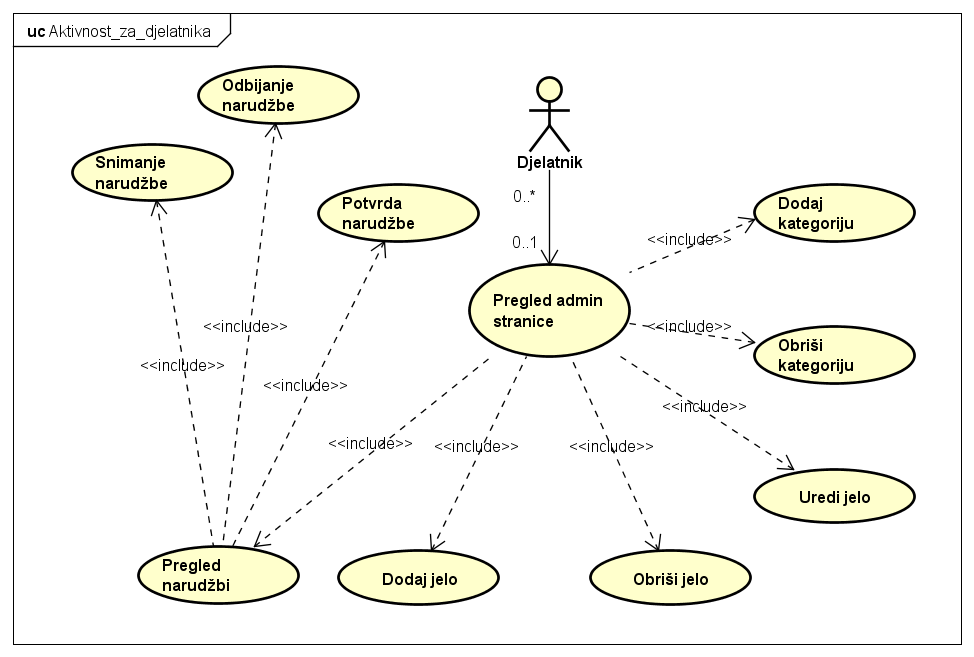 uc Aktivnost_za_djelatnika
Odbijanje
narudžbe
Snimanje
narudžbe
Potvrda
narudžbe
Djelatnik
0..*
0..1
Dodaj
kategoriju
<<include>>
Pregled admin
stranice
<<include>>
Obriši
kategoriju
<<include>>
<<include>>
<<include>>
<<include>>
<<include>>
<<include>>
<<include>>
Uredi jelo
Pregled
narudžbi
Dodaj jelo
Obriši jelo